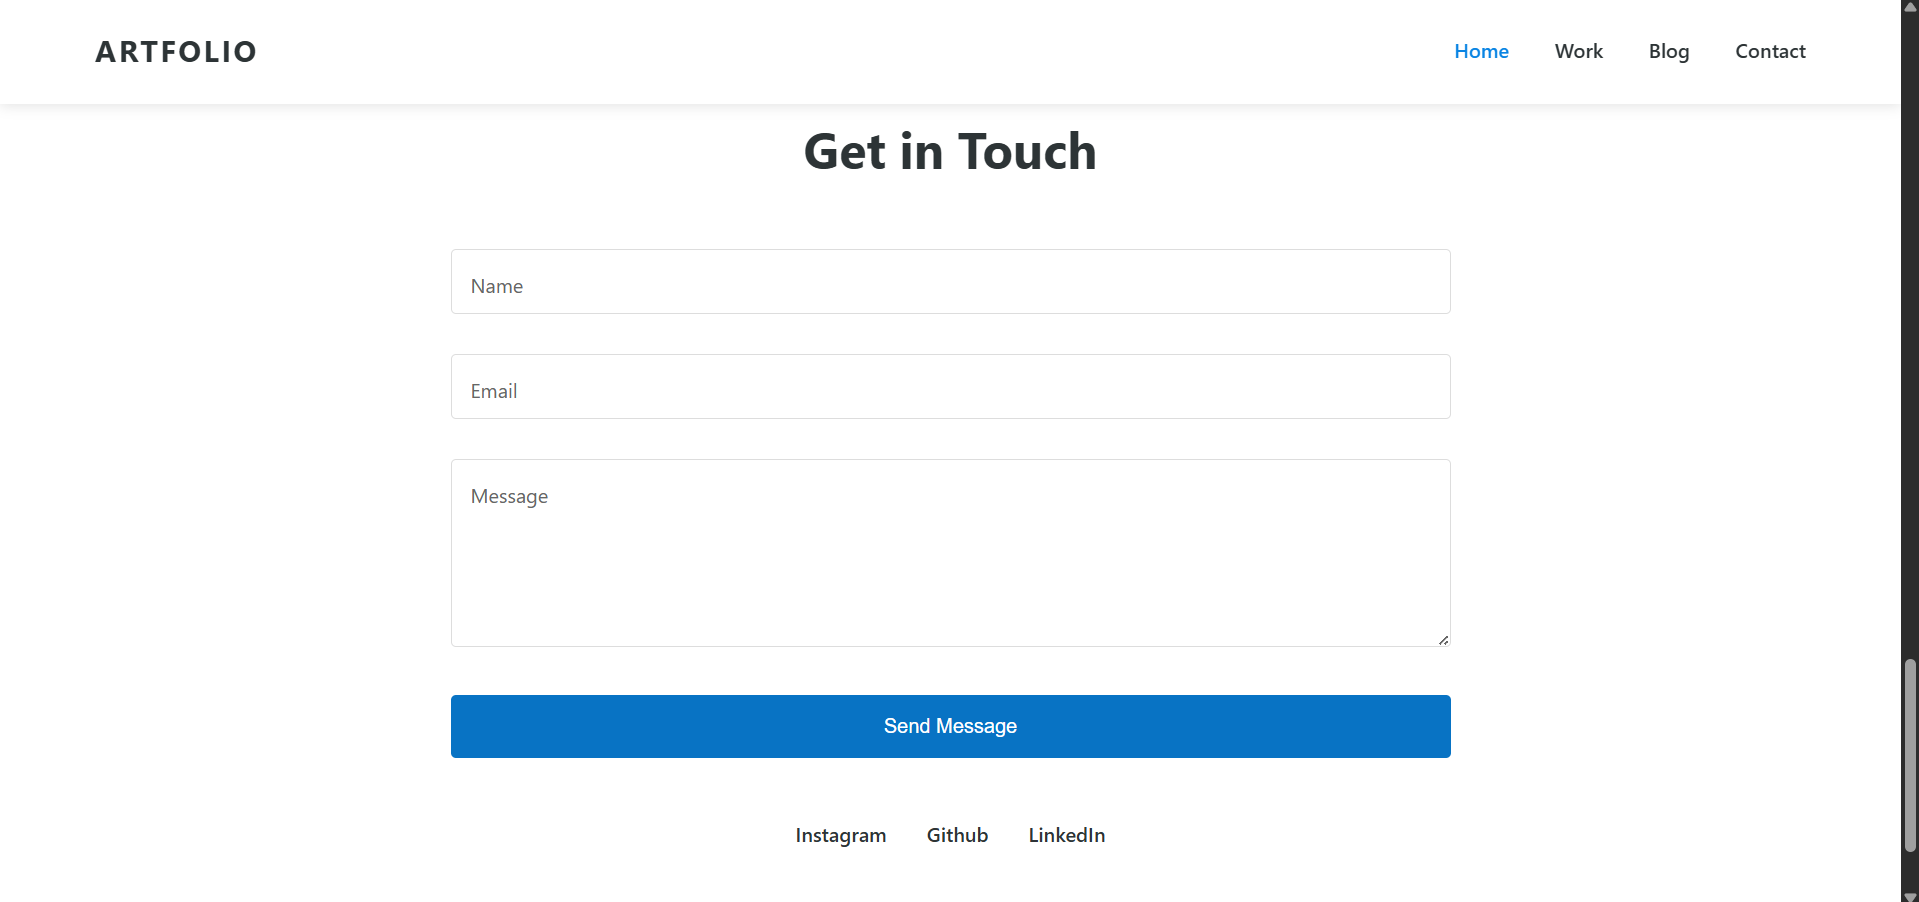 ARTFOLIO
Home Work Blog Contact
Get in Touch
Name
Email
Message
Send Message
Instagram Github LinkedIn